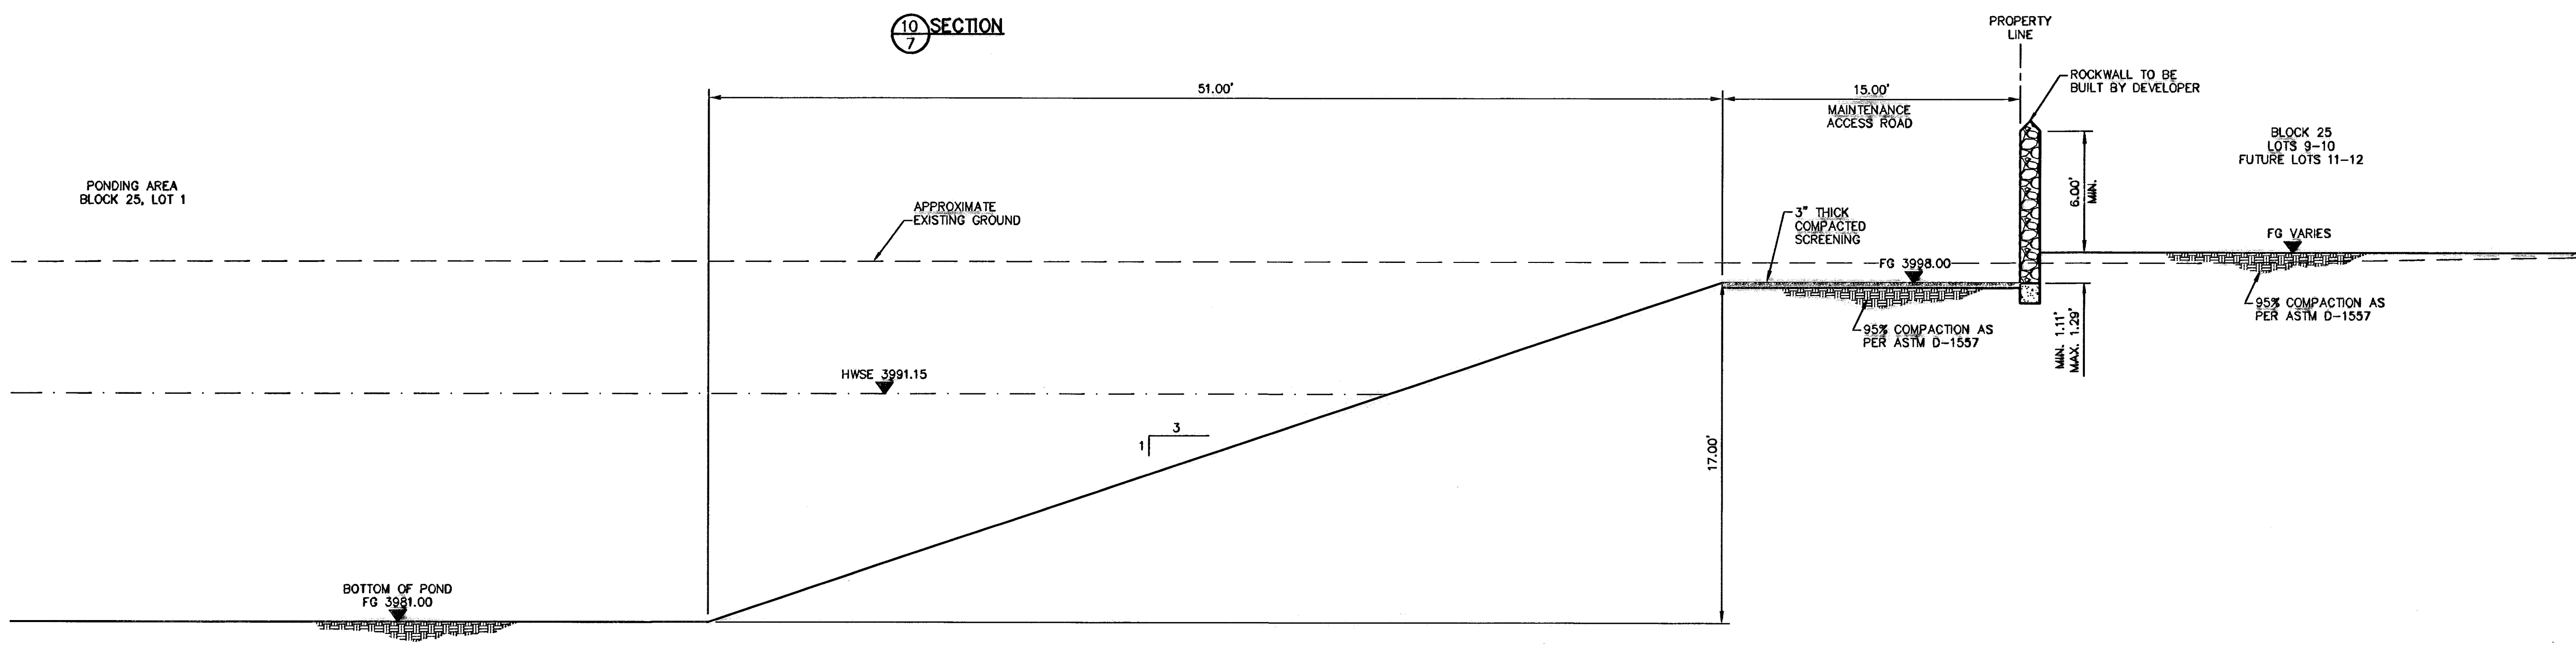 10
7
SECTION
PROPERTY
LINE
51.00'
15.00'
MAINTENANCE
ACCESS ROAD
ROCKWALL TO BE
BUILT BY DEVELOPER
BLOCK 25
LOTS 9-10
FUTURE LOTS 11-12
PONDING AREA
BLOCK 25, LOT 1
APPROXIMATE
EXISTING GROUND
3" THICK
COMPACTED
SCREENING
6.00'
MIN.
FG VARIES
FG 3998.00
95% COMPACTION AS
PER ASTM D-1557
95% COMPACTION AS
PER ASTM D-1557
MIN. 1.11'
MAX. 1.29'
HWSE 3991.15
3
1
17.00'
BOTTOM OF POND
FG 3981.00